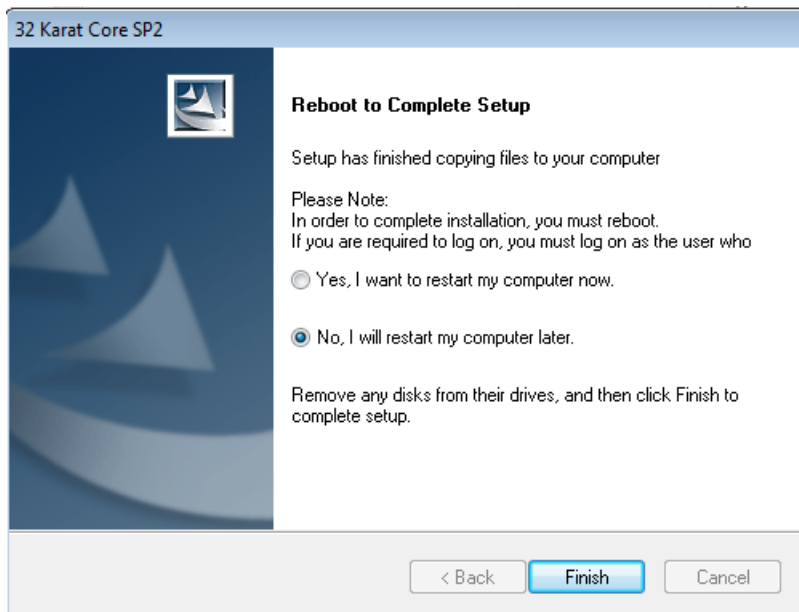 32 Karat Core SP2
Reboot to Complete Setup
Setup has finished copying files to your computer
Please Note:
In order to complete installation, you must reboot.
If you are required to log on, you must log on as the user who
Yes, I want to restart my computer now.
No, I will restart my computer later.
Remove any disks from their drives, and then click Finish to
complete setup.
< Back
Finish
Cancel